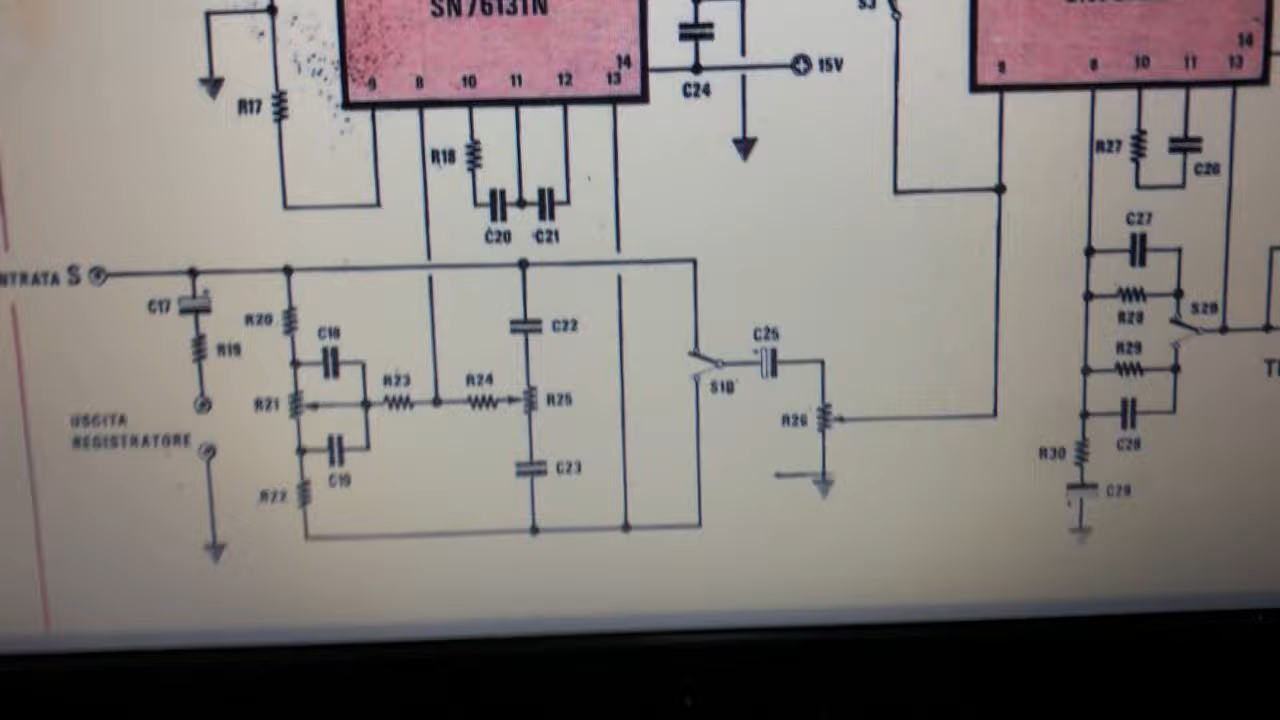 SN76131N
14
9 8 10 11 12 13
R17
R18
C20 C21
C24
15V
S3
14
8 10 11 13
R27
C26
C27
R28
S2B
R29
C28
R30
C29
NTRATA S
C17
R19
R20
C18
R21
R23
R24
C22
R25
C19
R22
C23
USCITA
REGISTRATORE
S1B
C25
R26